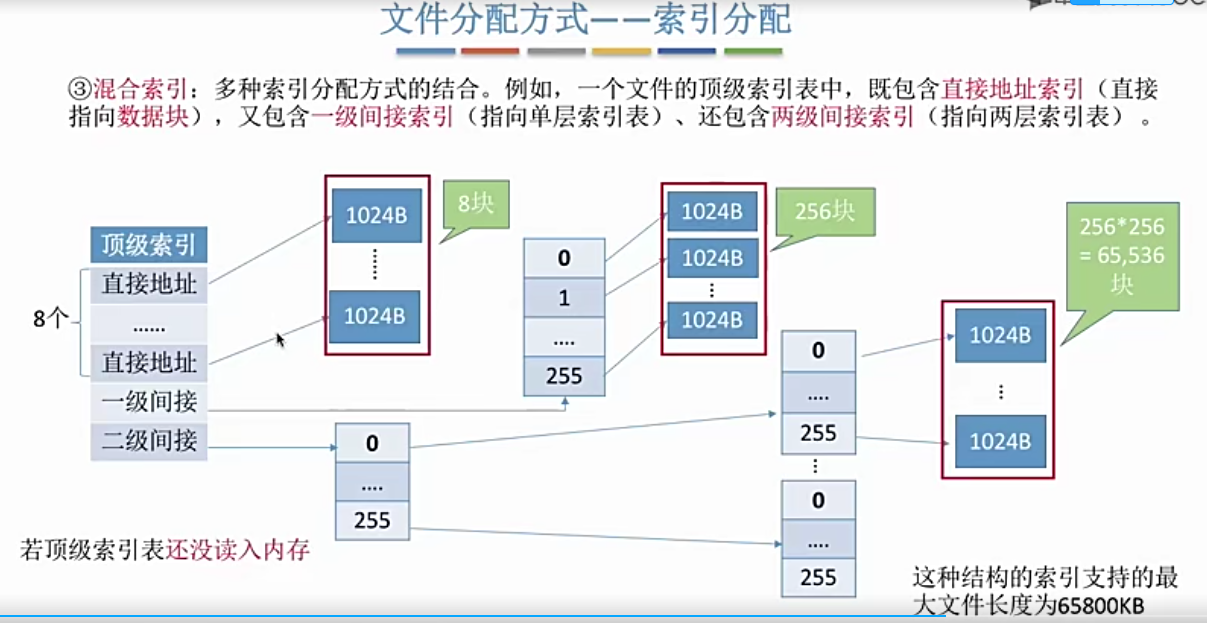 文件分配方式——索引分配
③混合索引：多种索引分配方式的结合。例如，一个文件的顶级索引表中，既包含直接地址索引（直接
指向数据块），又包含一级间接索引（指向单层索引表）、还包含两级间接索引（指向两层索引表）。
8个
顶级索引
直接地址
......
直接地址
一级间接
二级间接
1024B
1024B
8块
0
1
....
255
1024B
1024B
1024B
256块
0
....
255
0
....
255
0
....
255
1024B
1024B
256*256
= 65,536
块
若顶级索引表还没读入内存
这种结构的索引支持的最
大文件长度为65800KB